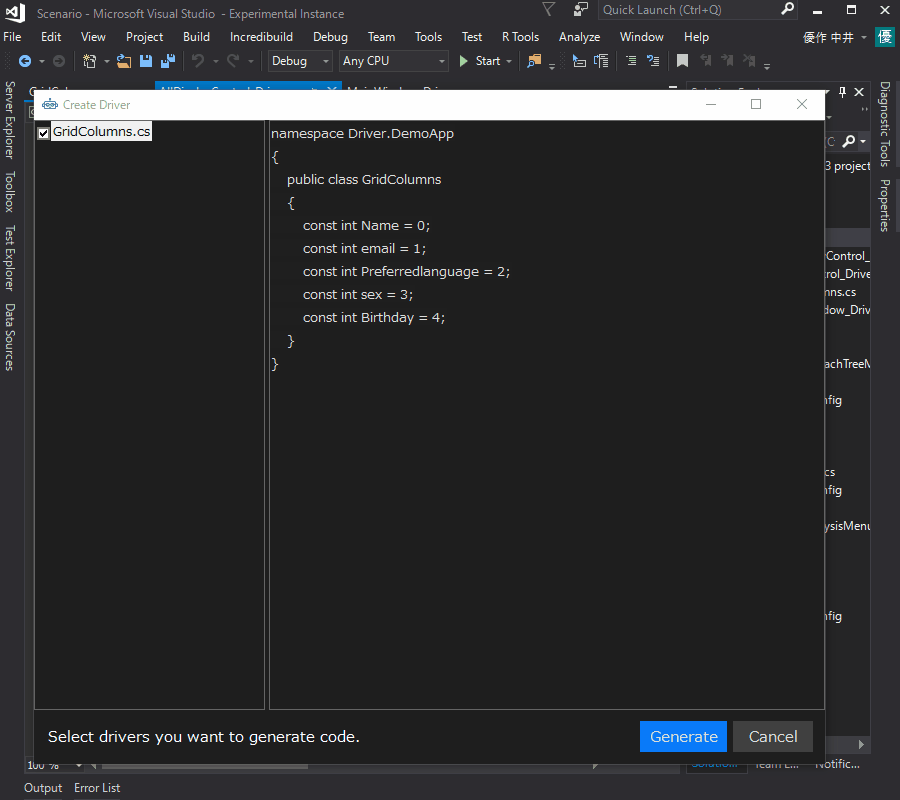 Scenario - Microsoft Visual Studio - Experimental Instance
Quick Launch (Ctrl+Q)
File Edit View Project Build Incredibuild Debug Team Tools Test R Tools Analyze Window Help 優作 中井 優
Debug Any CPU Start
Server Explorer
Toolbox
Test Explorer
Data Sources
Create Driver
GridColumns.cs
namespace Driver.DemoApp
{
public class GridColumns
{
const int Name = 0;
const int email = 1;
const int Preferredlanguage = 2;
const int sex = 3;
const int Birthday = 4;
}
}
Select drivers you want to generate code.
Generate Cancel
3 project
Control_
rol_Drive
mns.cs
dow_Driv
achTreeM
nfig
cs
nfig
ysisMenu
nfig
Diagnostic Tools
Properties
100 %
Notific...
Output Error List